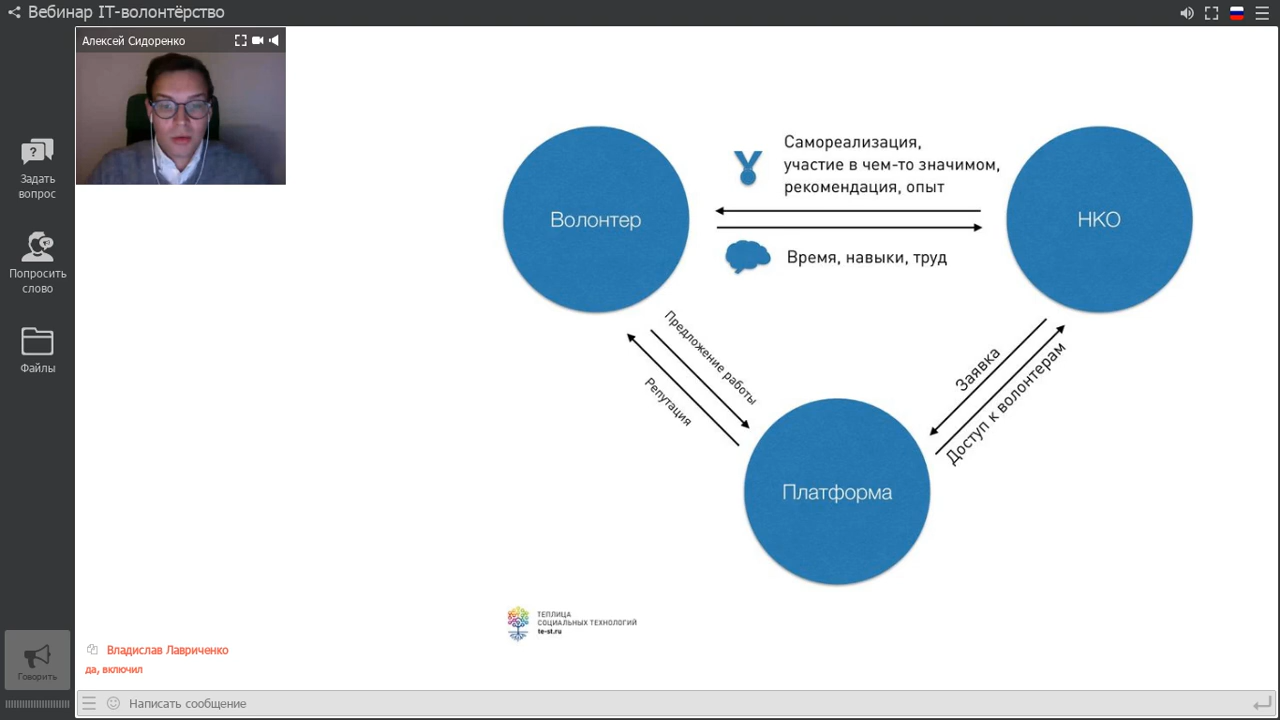 Вебинар IT-волонтёрство
Алексей Сидоренко
Задать
вопрос
Попросить
слово
Файлы
Самореализация,
участие в чем-то значимом,
рекомендация, опыт
Волонтер
НКО
Время, навыки, труд
Предложение работы
Репутация
Заявка
Доступ к волонтерам
Платформа
ТЕПЛИЦА
СОЦИАЛЬНЫХ ТЕХНОЛОГИЙ
te-st.ru
Владислав Лавриченко
да, включил
Говорить
Написать сообщение